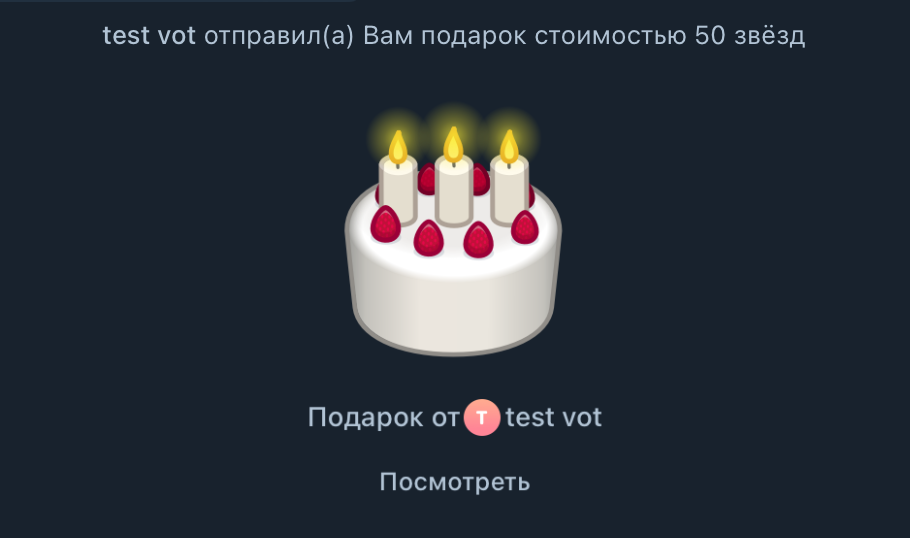 test vot отправил(а) Вам подарок стоимостью 50 звёзд
Подарок от T test vot
Посмотреть